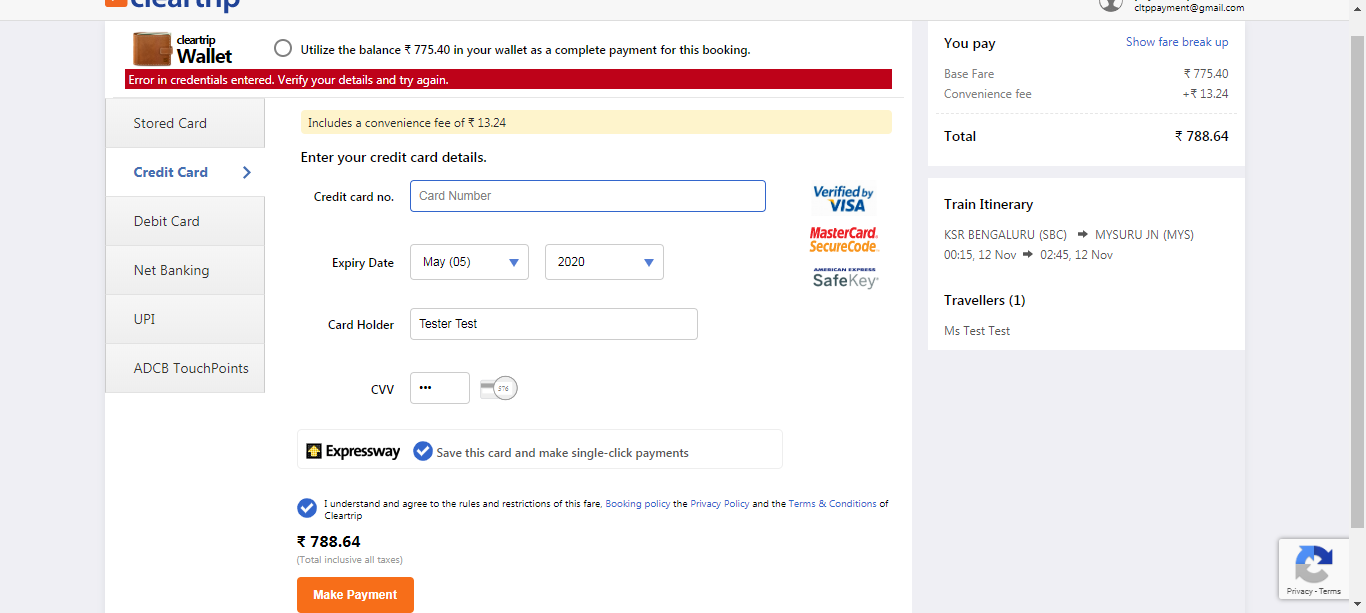 cleartrip
cltppayment@gmail.com
cleartrip
Wallet
Utilize the balance ₹ 775.40 in your wallet as a complete payment for this booking.
Error in credentials entered. Verify your details and try again.
Stored Card
Credit Card
Debit Card
Net Banking
UPI
ADCB TouchPoints
Includes a convenience fee of ₹ 13.24
Enter your credit card details.
Credit card no. Card Number
Expiry Date May (05) 2020
Card Holder Tester Test
CVV •••
576
Verified by
VISA
MasterCard.
SecureCode.
AMERICAN EXPRESS
SafeKey
Expressway Save this card and make single-click payments
I understand and agree to the rules and restrictions of this fare, Booking policy the Privacy Policy and the Terms & Conditions of
Cleartrip
₹ 788.64
(Total inclusive all taxes)
Make Payment
You pay Show fare break up
Base Fare ₹ 775.40
Convenience fee +₹ 13.24
Total ₹ 788.64
Train Itinerary
KSR BENGALURU (SBC) ➡ MYSURU JN (MYS)
00:15, 12 Nov ➡ 02:45, 12 Nov
Travellers (1)
Ms Test Test
Privacy - Terms